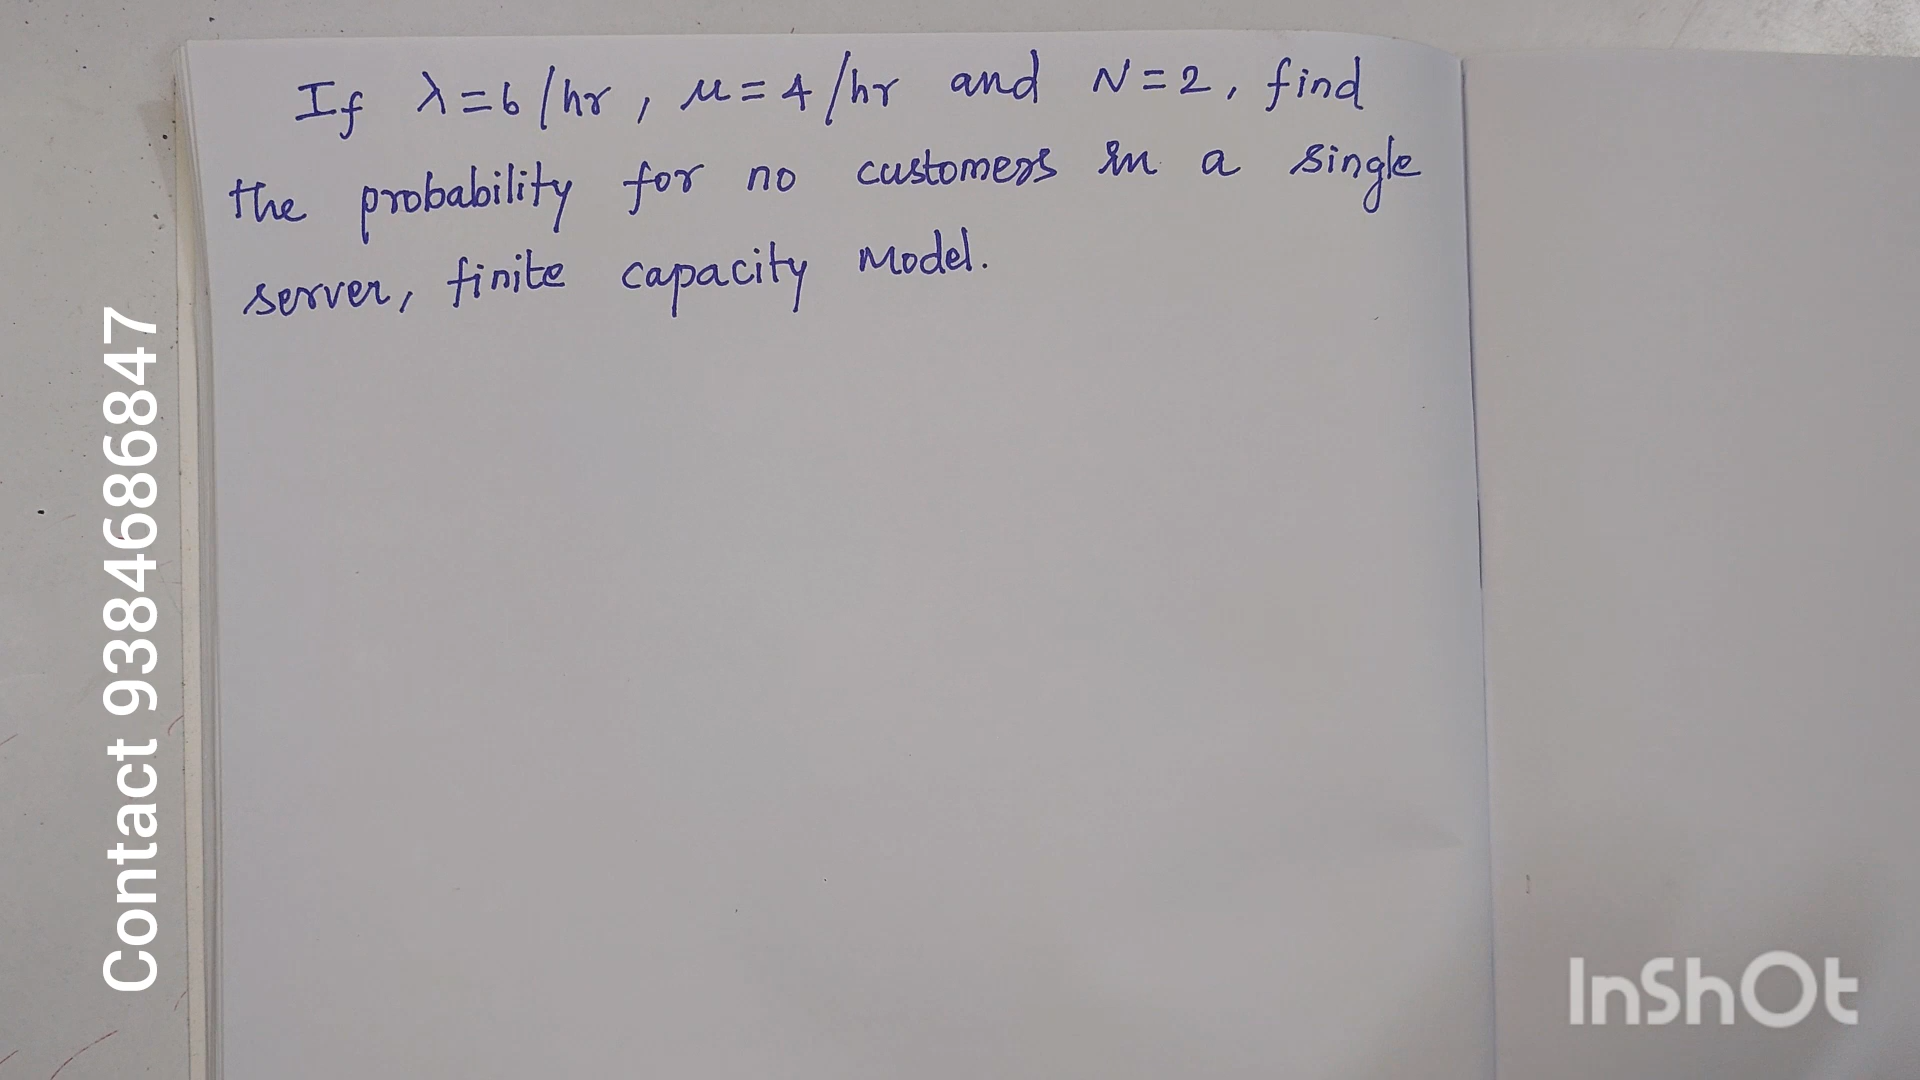 If λ=6/hr, μ=4/hr and N=2, find
the probability for no customers in a single
server, finite capacity Model.
Contact 9384686847
InShOt